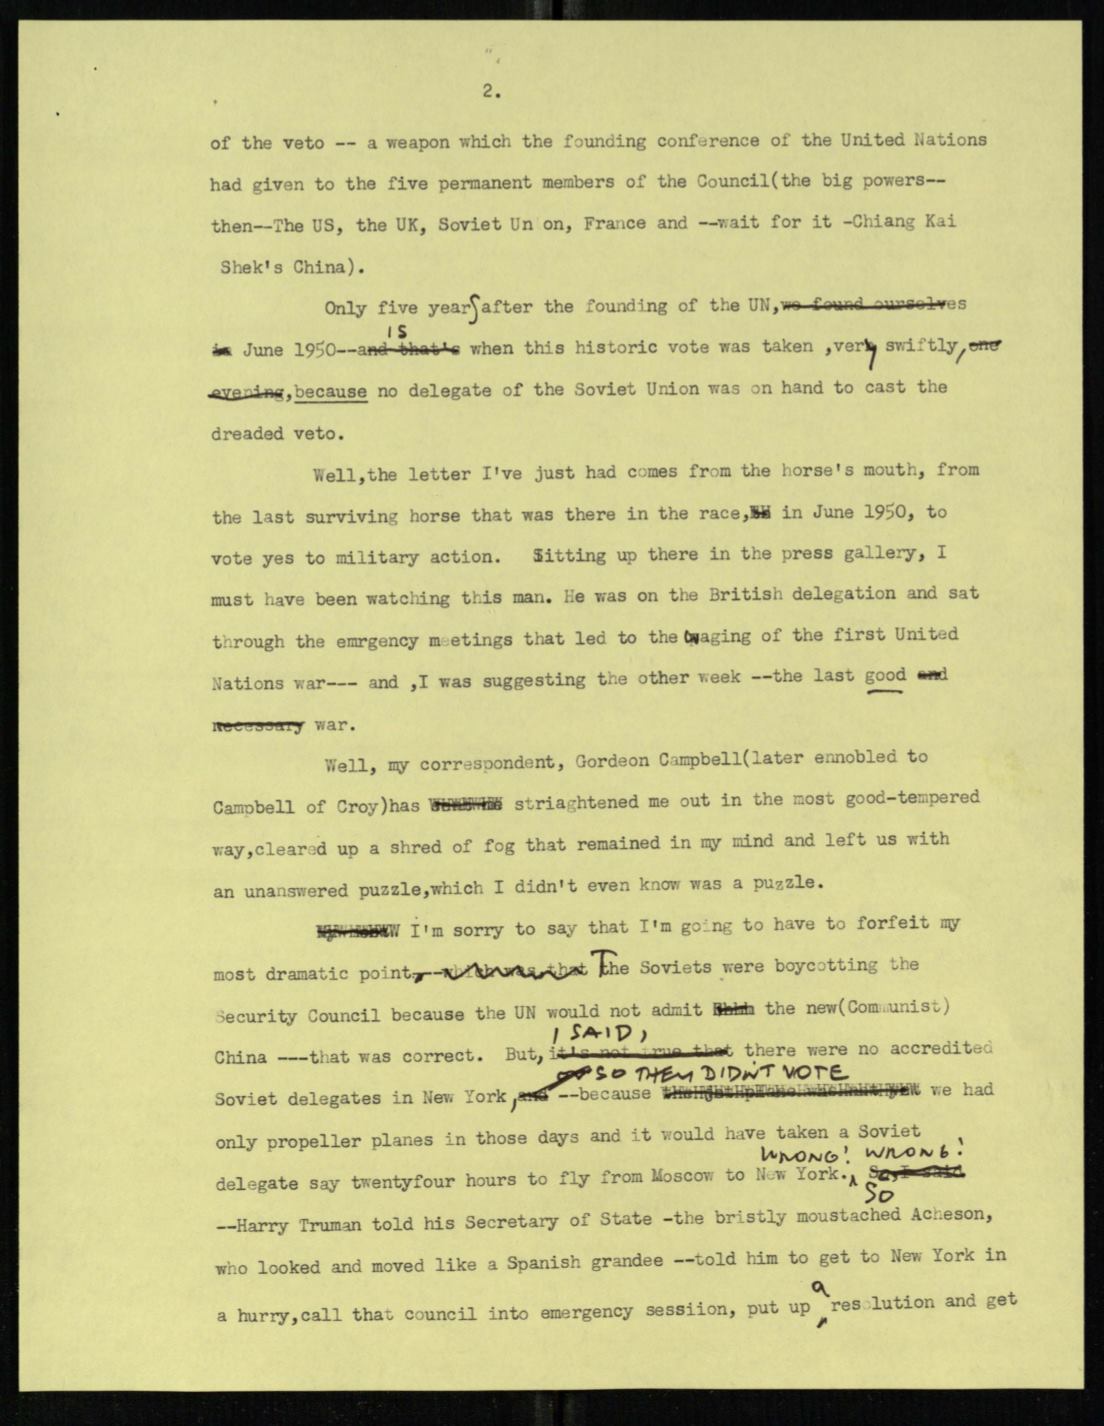 2.
of the veto -- a weapon which the founding conference of the United Nations
had given to the five permanent members of the Council(the big powers--
then--The US, the UK, Soviet Un on, France and --wait for it -Chiang Kai
Shek's China).
Only five year after the founding of the UN,we found ourselves
IS
in June 1950--and that's when this historic vote was taken ,very swiftly,one
evening,because no delegate of the Soviet Union was on hand to cast the
dreaded veto.
Well,the letter I've just had comes from the horse's mouth, from
the last surviving horse that was there in the race, in June 1950, to
vote yes to military action. Sitting up there in the press gallery, I
must have been watching this man. He was on the British delegation and sat
through the emrgency meetings that led to the waging of the first United
Nations war--- and ,I was suggesting the other week --the last good and
necessary war.
Well, my correspondent, Gordeon Campbell(later ennobled to
Campbell of Croy)has striaghtened me out in the most good-tempered
way,cleared up a shred of fog that remained in my mind and left us with
an unanswered puzzle,which I didn't even know was a puzzle.
I'm sorry to say that I'm going to have to forfeit my
most dramatic point,--which was that The Soviets were boycotting the
Security Council because the UN would not admit the new(Communist)
I SAID,
China ---that was correct. But,it's not true that there were no accredited
SO THEY DIDN'T VOTE
Soviet delegates in New York,and --because we had
only propeller planes in those days and it would have taken a Soviet
WRONG! WRONG!
delegate say twentyfour hours to fly from Moscow to New York. So,I said
SO
--Harry Truman told his Secretary of State -the bristly moustached Acheson,
who looked and moved like a Spanish grandee --told him to get to New York in
a
a hurry,call that council into emergency sessiion, put up resolution and get